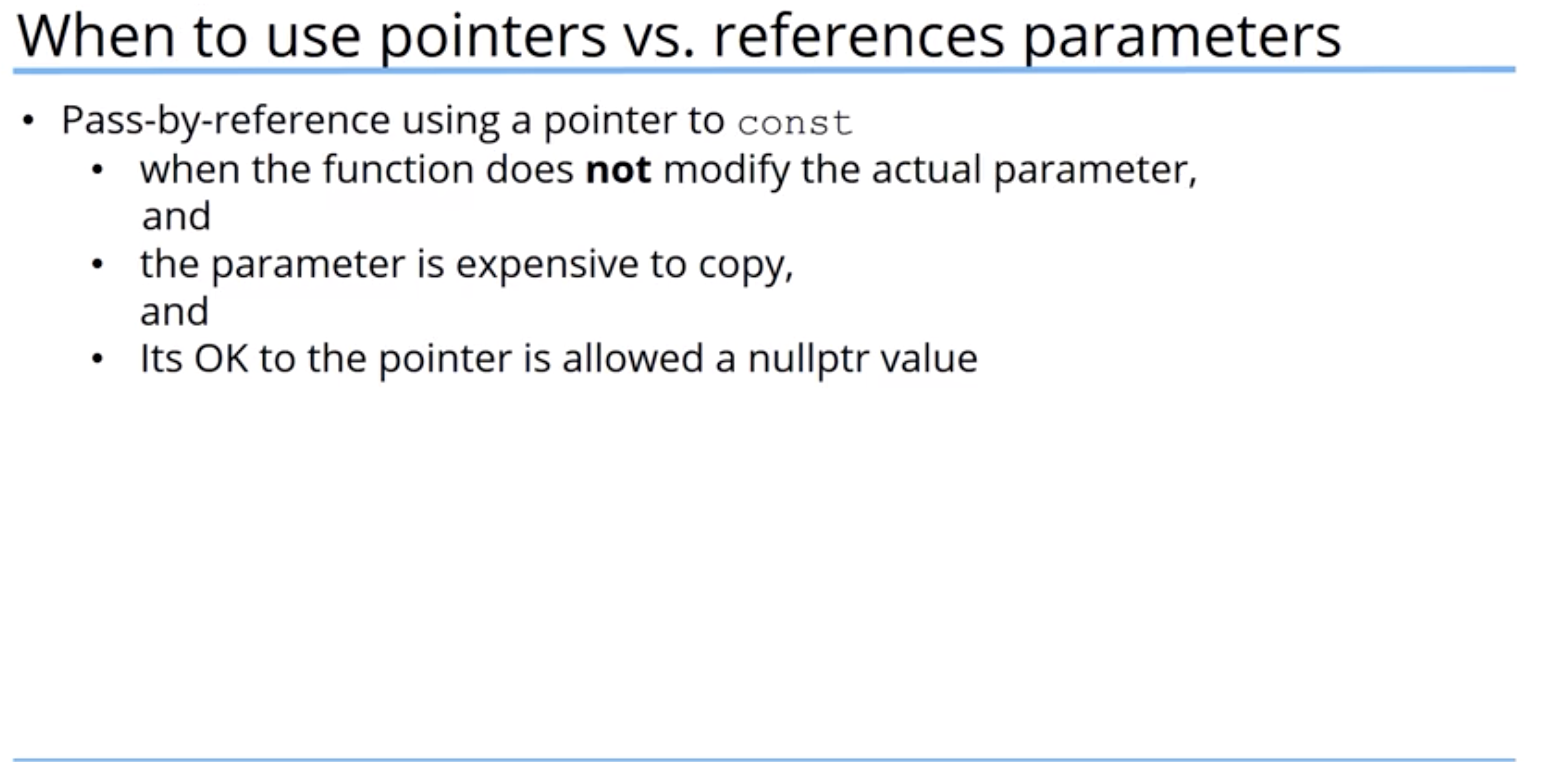 When to use pointers vs. references parameters
• Pass-by-reference using a pointer to const
• when the function does not modify the actual parameter,
and
• the parameter is expensive to copy,
and
• Its OK to the pointer is allowed a nullptr value